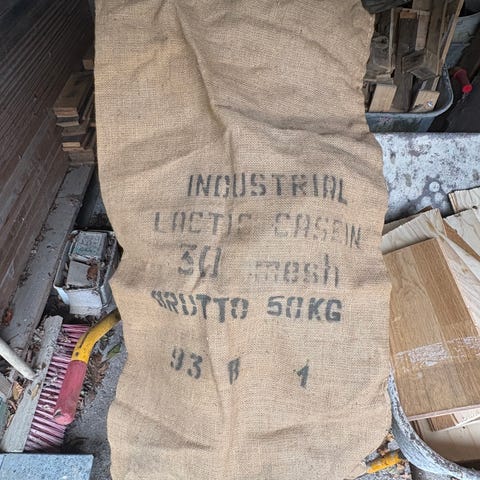 INDUSTRIAL
LACTIC CASEIN
30 mesh
BRUTTO 50KG
93 B 1